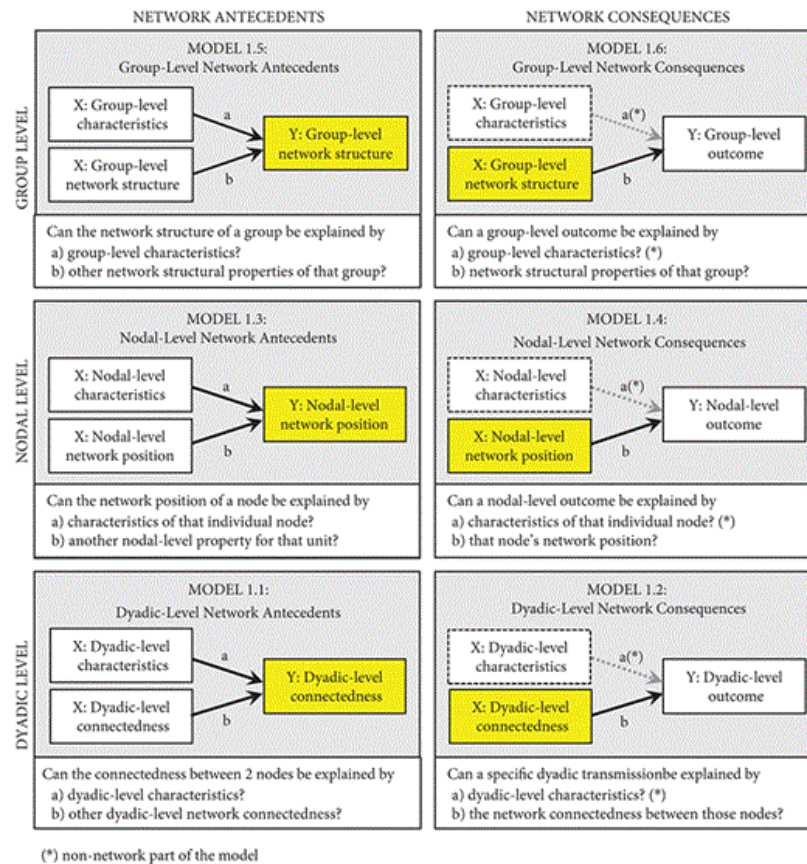 NETWORK ANTECEDENTS
NETWORK CONSEQUENCES
GROUP LEVEL
MODEL 1.5:
Group-Level Network Antecedents
X: Group-level
characteristics
a
Y: Group-level
network structure
X: Group-level
network structure
b
Can the network structure of a group be explained by
a) group-level characteristics?
b) other network structural properties of that group?
MODEL 1.6:
Group-Level Network Consequences
X: Group-level
characteristics
a(*)
Y: Group-level
outcome
X: Group-level
network structure
b
Can a group-level outcome be explained by
a) group-level characteristics? (*)
b) network structural properties of that group?
NODAL LEVEL
MODEL 1.3:
Nodal-Level Network Antecedents
X: Nodal-level
characteristics
a
Y: Nodal-level
network position
X: Nodal-level
network position
b
Can the network position of a node be explained by
a) characteristics of that individual node?
b) another nodal-level property for that unit?
MODEL 1.4:
Nodal-Level Network Consequences
X: Nodal-level
characteristics
a(*)
Y: Nodal-level
outcome
X: Nodal-level
network position
b
Can a nodal-level outcome be explained by
a) characteristics of that individual node? (*)
b) that node's network position?
DYADIC LEVEL
MODEL 1.1:
Dyadic-Level Network Antecedents
X: Dyadic-level
characteristics
a
Y: Dyadic-level
connectedness
X: Dyadic-level
connectedness
b
Can the connectedness between 2 nodes be explained by
a) dyadic-level characteristics?
b) other dyadic-level network connectedness?
MODEL 1.2:
Dyadic-Level Network Consequences
X: Dyadic-level
characteristics
a(*)
Y: Dyadic-level
outcome
X: Dyadic-level
connectedness
b
Can a specific dyadic transmissionbe explained by
a) dyadic-level characteristics? (*)
b) the network connectedness between those nodes?
(*) non-network part of the model